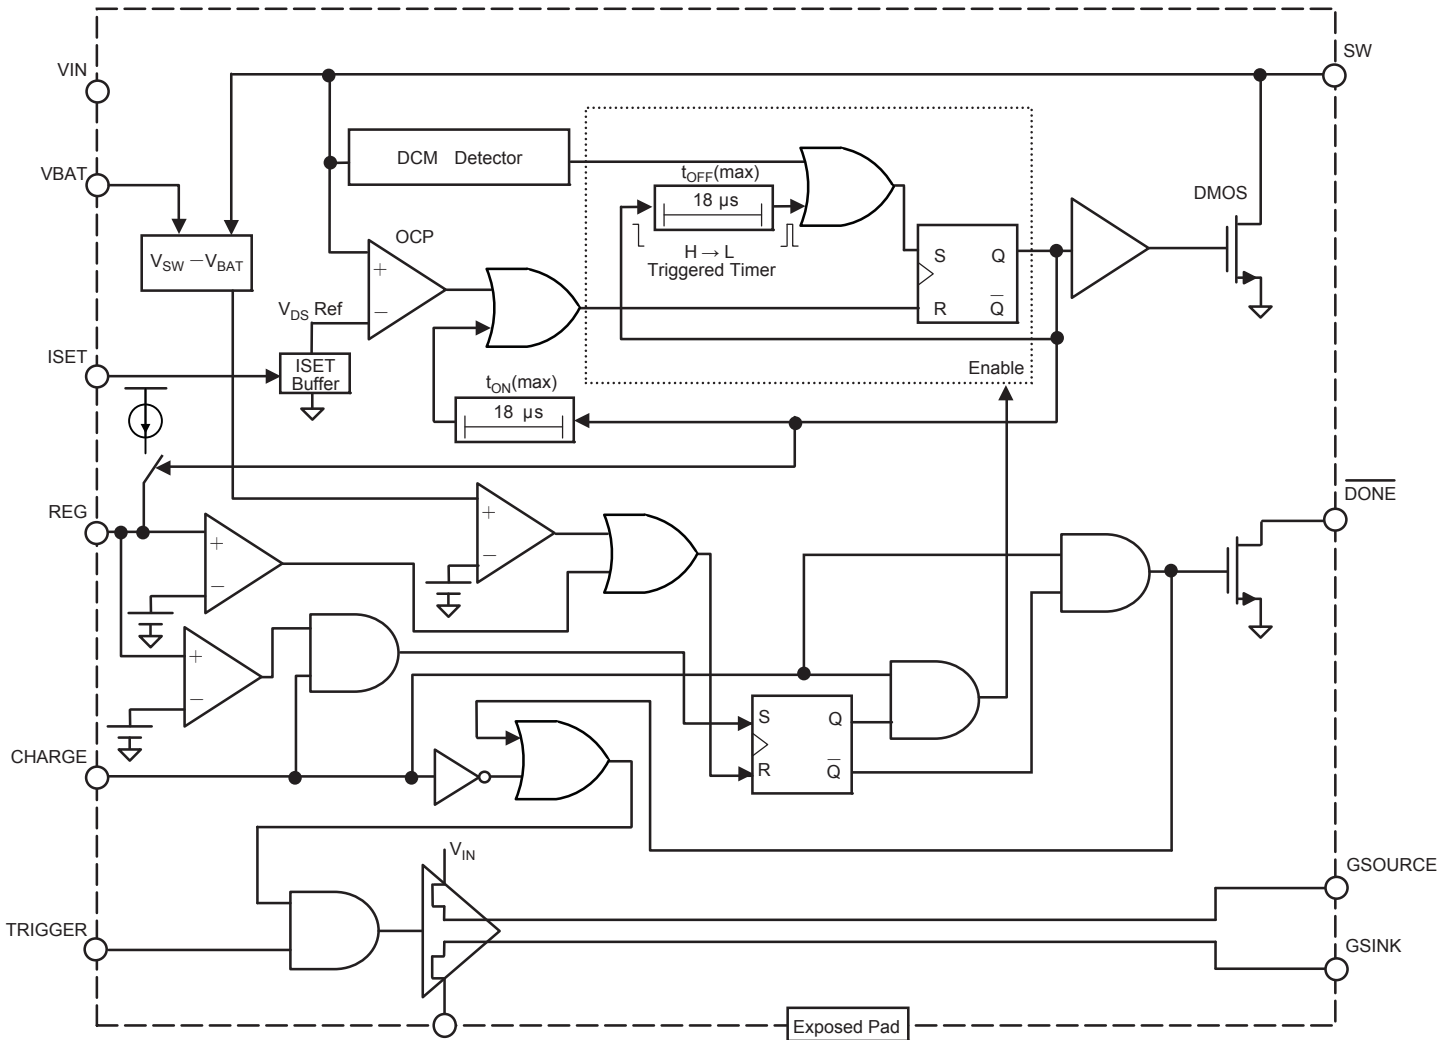 VIN
SW
VBAT
DCM Detector
tOFF(max)
18 µs
H → L
Triggered Timer
DMOS
OCP
+
−
VSW −VBAT
VDS Ref
S Q
R Q̅
ISET
ISET
Buffer
Enable
tON(max)
18 µs
REG
DONE
+
−
+
−
+
−
CHARGE
S Q
R Q̅
VIN
GSOURCE
TRIGGER
GSINK
Exposed Pad